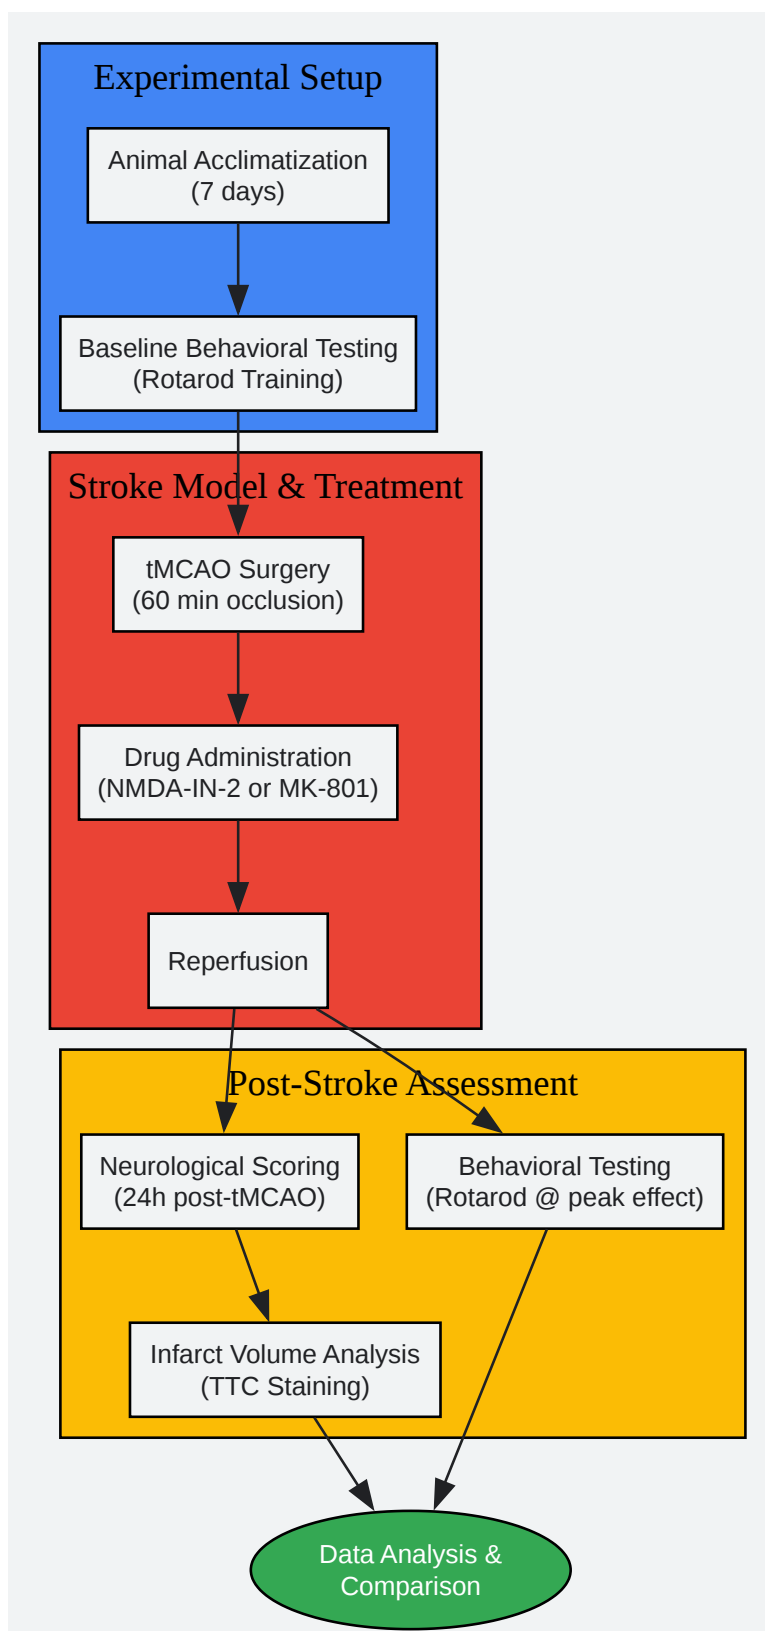 Experimental Setup
Animal Acclimatization
(7 days)
Baseline Behavioral Testing
(Rotarod Training)
Stroke Model & Treatment
tMCAO Surgery
(60 min occlusion)
Drug Administration
(NMDA-IN-2 or MK-801)
Reperfusion
Post-Stroke Assessment
Neurological Scoring
(24h post-tMCAO)
Behavioral Testing
(Rotarod @ peak effect)
Infarct Volume Analysis
(TTC Staining)
Data Analysis &
Comparison